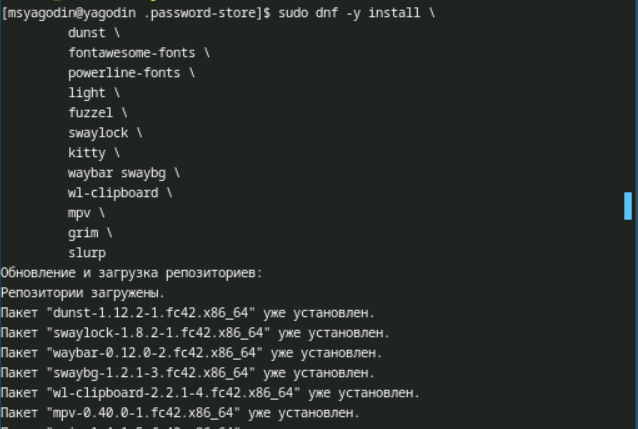 [msyagodin@yagodin .password-store]$ sudo dnf -y install \
dunst \
fontawesome-fonts \
powerline-fonts \
light \
fuzzel \
swaylock \
kitty \
waybar swaybg \
wl-clipboard \
mpv \
grim \
slurp
Обновление и загрузка репозиториев:
Репозитории загружены.
Пакет "dunst-1.12.2-1.fc42.x86_64" уже установлен.
Пакет "swaylock-1.8.2-1.fc42.x86_64" уже установлен.
Пакет "waybar-0.12.0-2.fc42.x86_64" уже установлен.
Пакет "swaybg-1.2.1-3.fc42.x86_64" уже установлен.
Пакет "wl-clipboard-2.2.1-4.fc42.x86_64" уже установлен.
Пакет "mpv-0.40.0-1.fc42.x86_64" уже установлен.